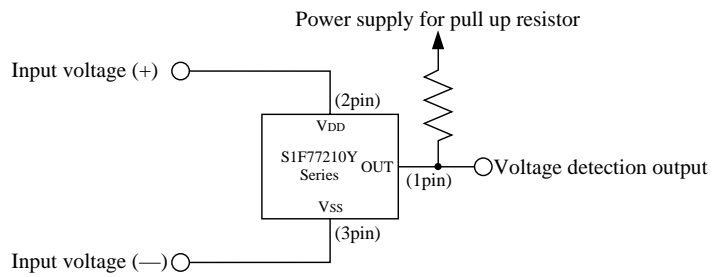 Power supply for pull up resistor
Input voltage (+)
(2pin)
VDD
S1F77210Y
Series
OUT
(1pin)
Voltage detection output
VSS
(3pin)
Input voltage (—)